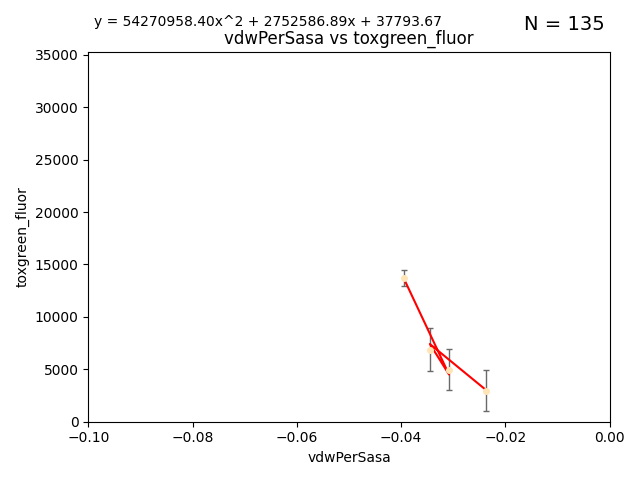 y = 54270958.40x^2 + 2752586.89x + 37793.67
N = 135
vdwPerSasa vs toxgreen_fluor
35000
30000
25000
20000
15000
10000
5000
0
toxgreen_fluor
−0.10
−0.08
−0.06
−0.04
−0.02
0.00
vdwPerSasa